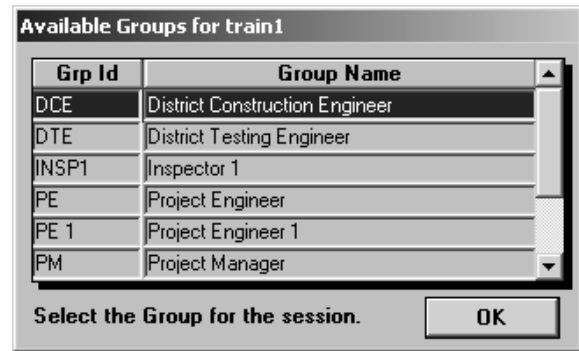 Available Groups for train1
Grp Id Group Name
DCE District Construction Engineer
DTE District Testing Engineer
INSP1 Inspector 1
PE Project Engineer
PE 1 Project Engineer 1
PM Project Manager
Select the Group for the session. OK